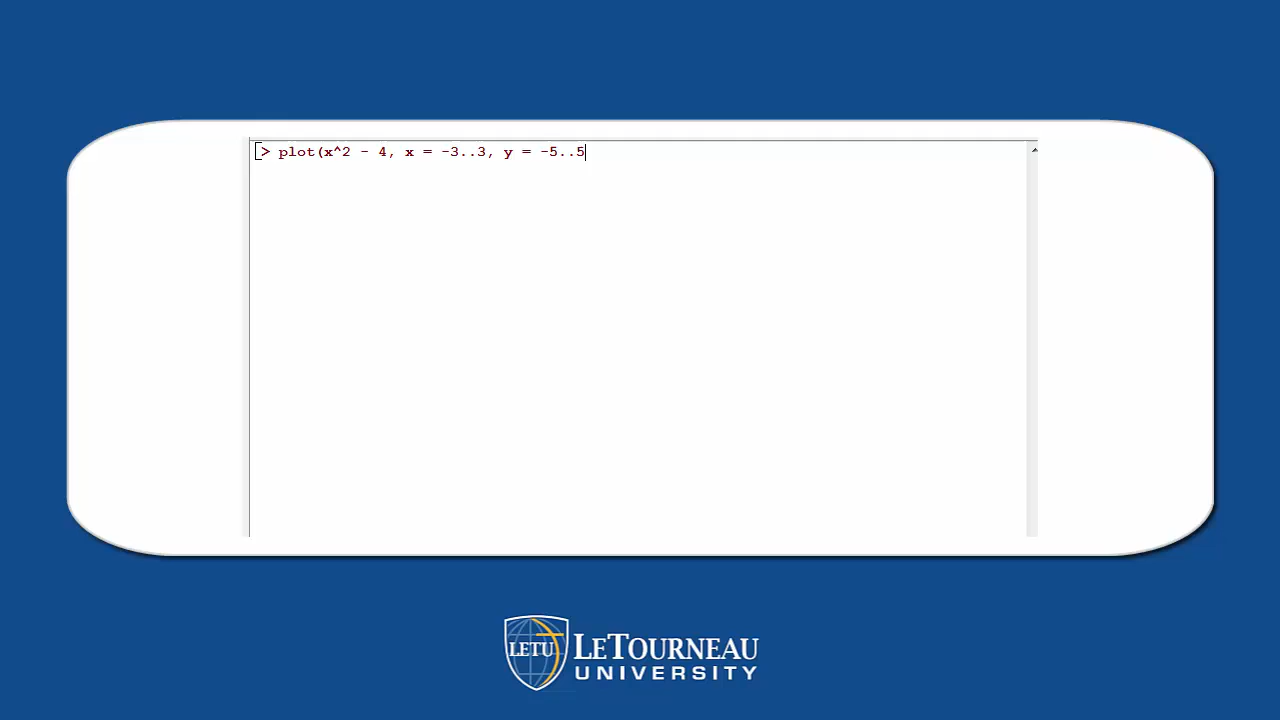 > plot(x^2 - 4, x = -3..3, y = -5..5
LETU
LETOURNEAU
UNIVERSITY